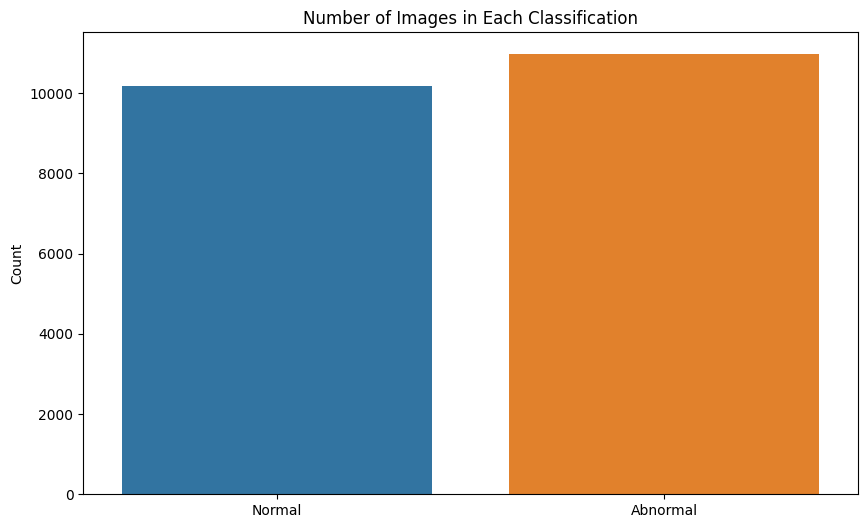 Number of Images in Each Classification
Count
10000
8000
6000
4000
2000
0
Normal
Abnormal